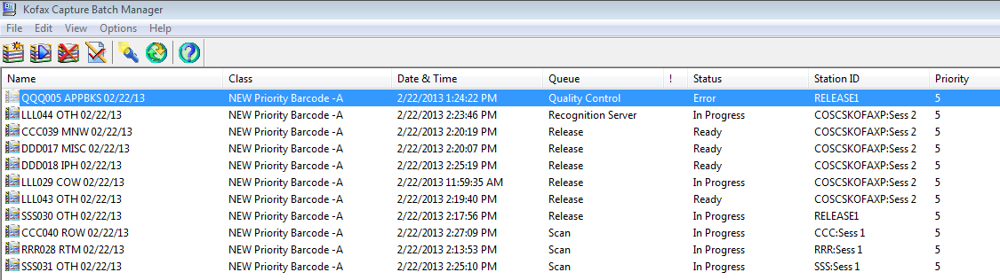 Kofax Capture Batch Manager
File Edit View Options Help
Name Class Date & Time Queue ! Status Station ID Priority
QQQ005 APPBKS 02/22/13 NEW Priority Barcode -A 2/22/2013 1:24:22 PM Quality Control Error RELEASE1 5
LLL044 OTH 02/22/13 NEW Priority Barcode -A 2/22/2013 2:23:46 PM Recognition Server In Progress COSCSKOFAXP:Sess 2 5
CCC039 MNW 02/22/13 NEW Priority Barcode -A 2/22/2013 2:20:19 PM Release Ready COSCSKOFAXP:Sess 2 5
DDD017 MISC 02/22/13 NEW Priority Barcode -A 2/22/2013 2:20:07 PM Release Ready COSCSKOFAXP:Sess 2 5
DDD018 IPH 02/22/13 NEW Priority Barcode -A 2/22/2013 2:25:19 PM Release Ready COSCSKOFAXP:Sess 2 5
LLL029 COW 02/22/13 NEW Priority Barcode -A 2/22/2013 11:59:35 AM Release In Progress COSCSKOFAXP:Sess 2 5
LLL043 OTH 02/22/13 NEW Priority Barcode -A 2/22/2013 2:19:40 PM Release Ready COSCSKOFAXP:Sess 2 5
SSS030 OTH 02/22/13 NEW Priority Barcode -A 2/22/2013 2:17:56 PM Release In Progress RELEASE1 5
CCC040 ROW 02/22/13 NEW Priority Barcode -A 2/22/2013 2:27:09 PM Scan In Progress CCC:Sess 1 5
RRR028 RTM 02/22/13 NEW Priority Barcode -A 2/22/2013 2:13:53 PM Scan In Progress RRR:Sess 1 5
SSS031 OTH 02/22/13 NEW Priority Barcode -A 2/22/2013 2:25:10 PM Scan In Progress SSS:Sess 1 5